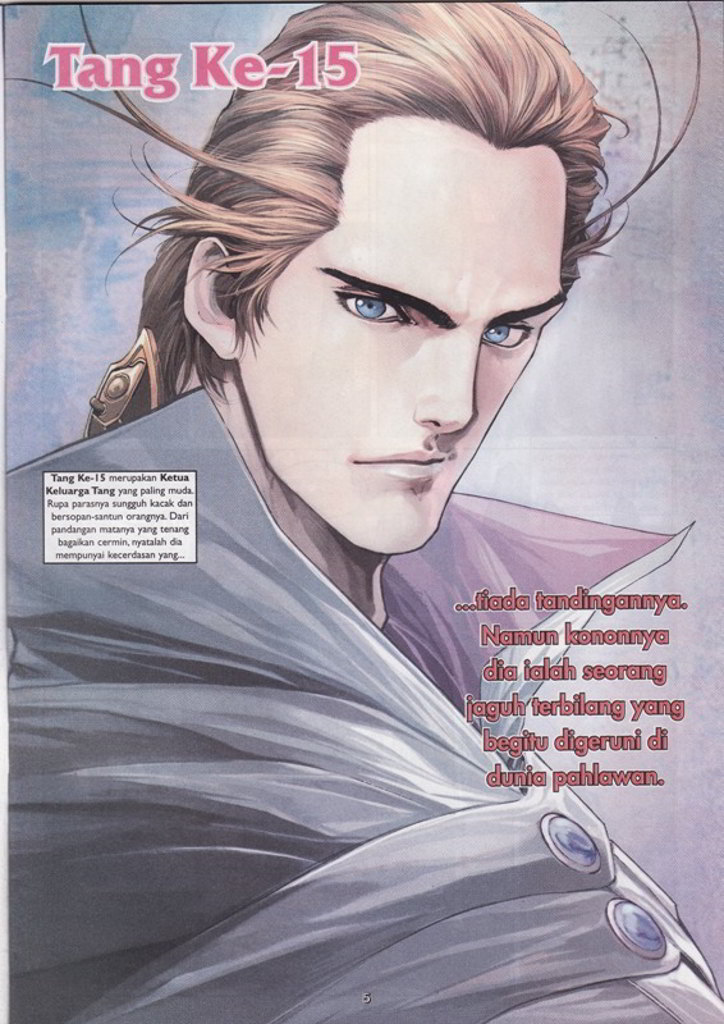 Tang Ke-15
Tang Ke-15 merupakan Ketua
Keluarga Tang yang paling muda.
Rupa parasnya sungguh kacak dan
bersopan-santun orangnya. Dari
pandangan matanya yang tenang
bagaikan cermin, nyatalah dia
mempunyai kecerdasan yang...
...tiada tandingannya.
Namun kononnya
dia ialah seorang
jaguh terbilang yang
begitu digeruni di
dunia pahlawan.
5